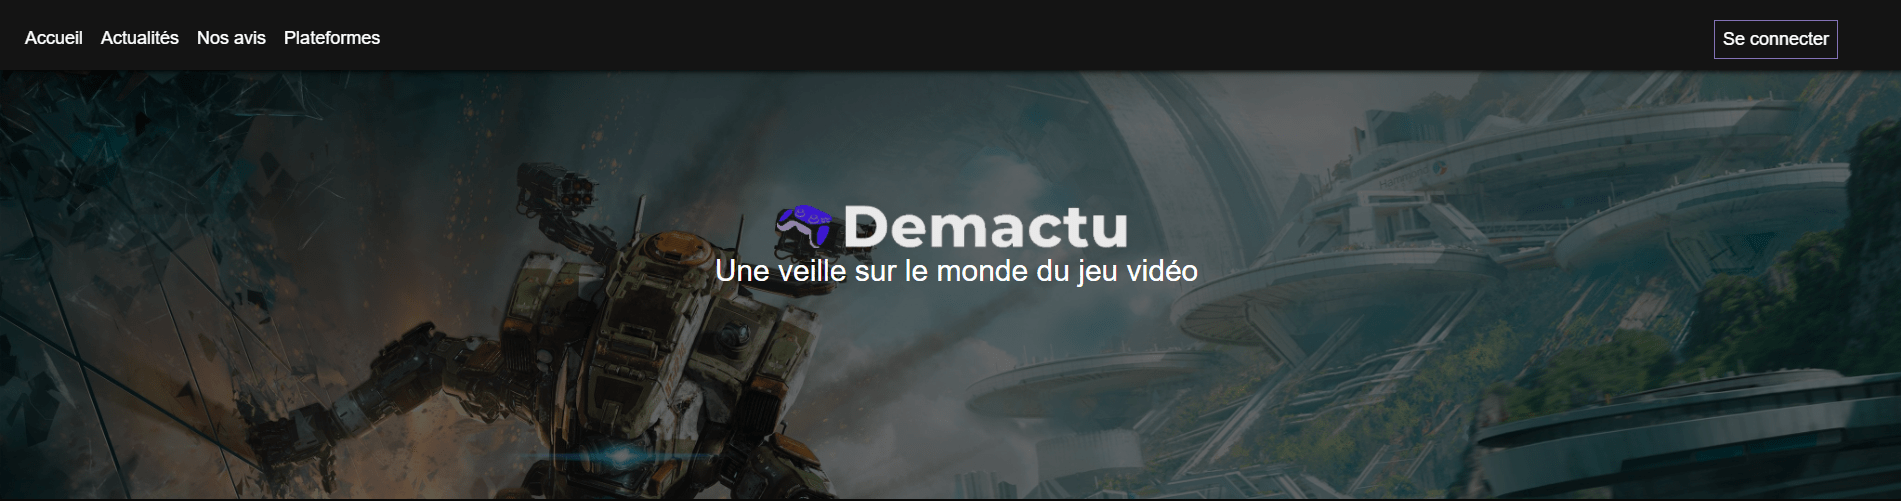 Accueil Actualités Nos avis Plateformes Se connecter
Demactu
Une veille sur le monde du jeu vidéo